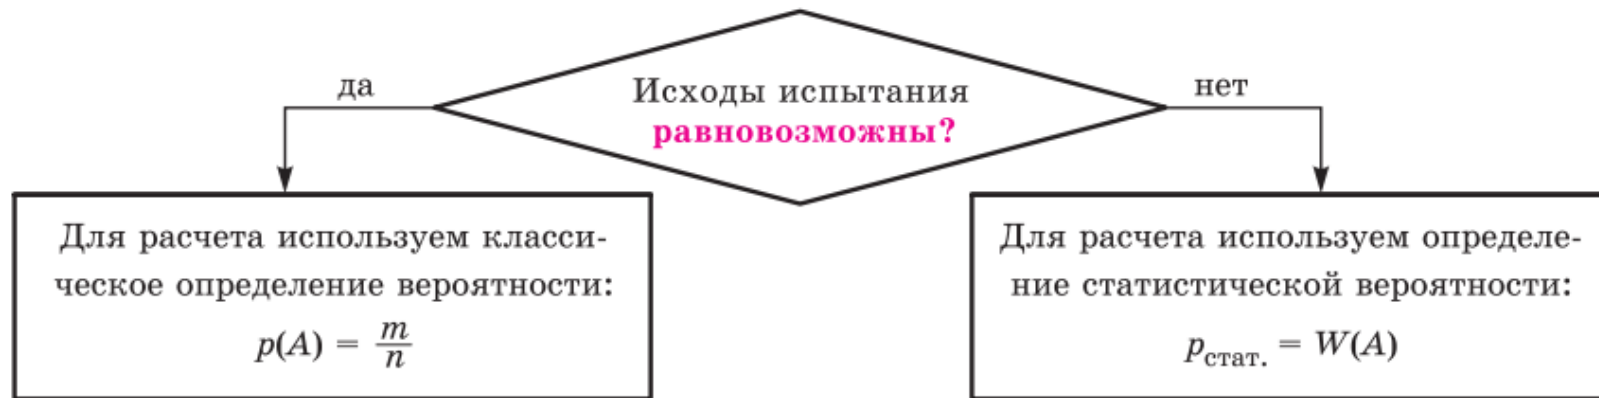 да
Исходы испытания
равновозможны?
нет
Для расчета используем класси-
ческое определение вероятности:
p(A) = m/n
Для расчета используем определе-
ние статистической вероятности:
pстат. = W(A)